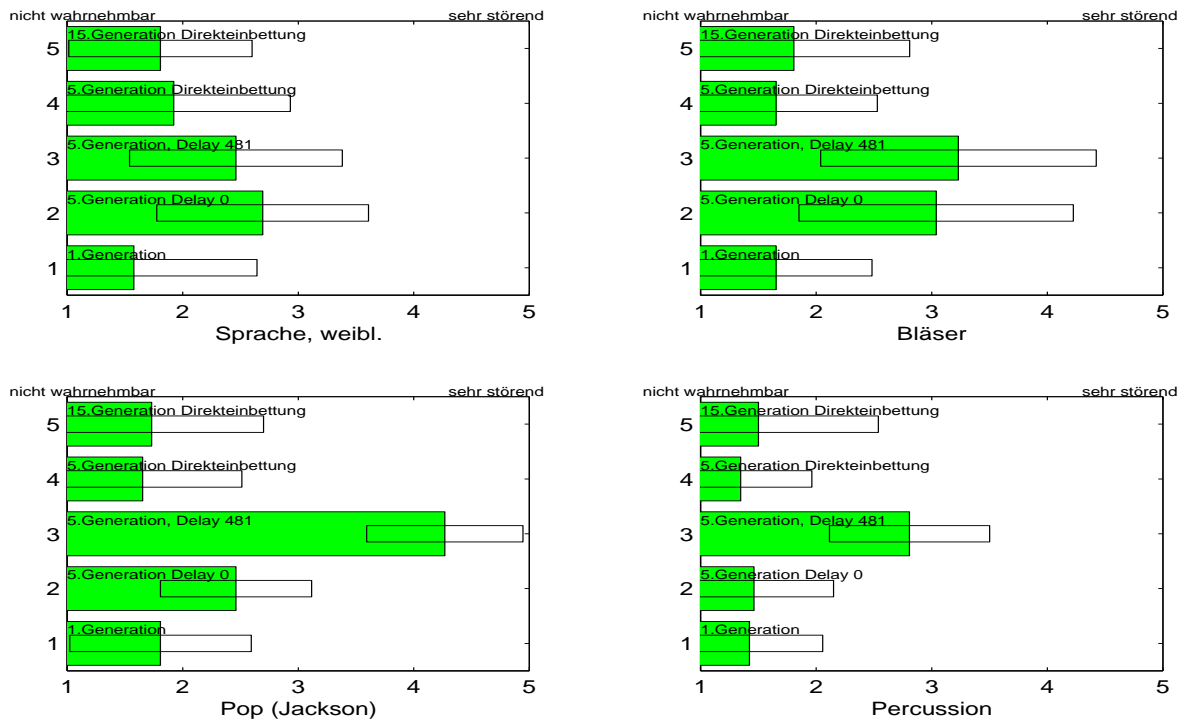 nicht wahrnehmbar sehr störend
5 15.Generation Direkteinbettung
4 5.Generation Direkteinbettung
3 5.Generation, Delay 481
2 5.Generation Delay 0
1 1.Generation
1 2 3 4 5
Sprache, weibl.
nicht wahrnehmbar sehr störend
5 15.Generation Direkteinbettung
4 5.Generation Direkteinbettung
3 5.Generation, Delay 481
2 5.Generation Delay 0
1 1.Generation
1 2 3 4 5
Bläser
nicht wahrnehmbar sehr störend
5 15.Generation Direkteinbettung
4 5.Generation Direkteinbettung
3 5.Generation, Delay 481
2 5.Generation Delay 0
1 1.Generation
1 2 3 4 5
Pop (Jackson)
nicht wahrnehmbar sehr störend
5 15.Generation Direkteinbettung
4 5.Generation Direkteinbettung
3 5.Generation, Delay 481
2 5.Generation Delay 0
1 1.Generation
1 2 3 4 5
Percussion